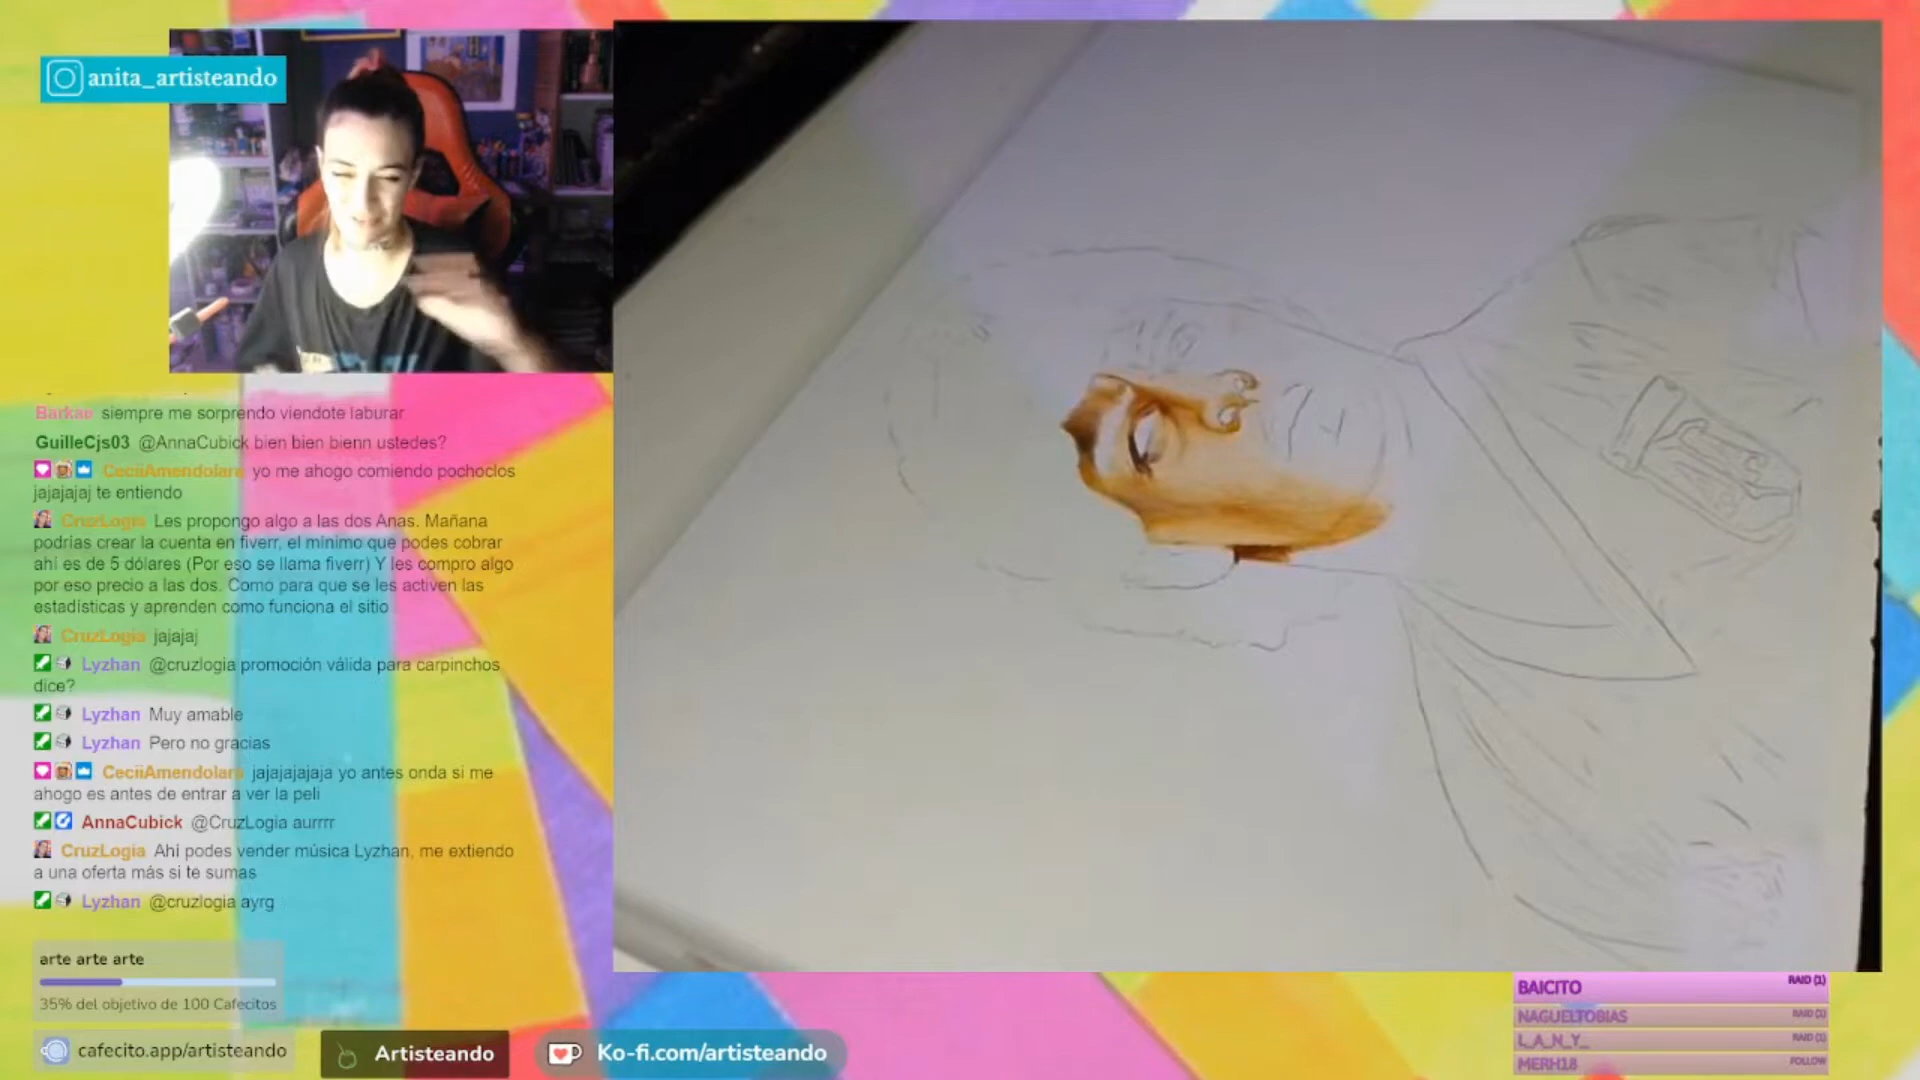 anita_artisteando
Barkae siempre me sorprendo viendote laburar
GuilleCjs03 @AnnaCubick bien bien bienn ustedes?
CeciiAmendolara yo me ahogo comiendo pochoclos
jajajajaj te entiendo
CruzLogia Les propongo algo a las dos Anas. Mañana
podrías crear la cuenta en fiverr, el mínimo que podes cobrar
ahí es de 5 dólares (Por eso se llama fiverr) Y les compro algo
por eso precio a las dos. Como para que se les activen las
estadísticas y aprenden como funciona el sitio
CruzLogia jajajaj
Lyzhan @cruzlogia promoción válida para carpinchos
dice?
Lyzhan Muy amable
Lyzhan Pero no gracias
CeciiAmendolara jajajajajaja yo antes onda si me
ahogo es antes de entrar a ver la peli
AnnaCubick @CruzLogia aurrrr
CruzLogia Ahí podes vender música Lyzhan, me extiendo
a una oferta más si te sumas
Lyzhan @cruzlogia ayrg
arte arte arte
35% del objetivo de 100 Cafecitos
cafecito.app/artisteando
Artisteando
Ko-fi.com/artisteando
BAICITO RAID (1)
NAGUELTOBIAS RAID (1)
L_A_N_Y_ RAID (1)
MERH18 FOLLOW